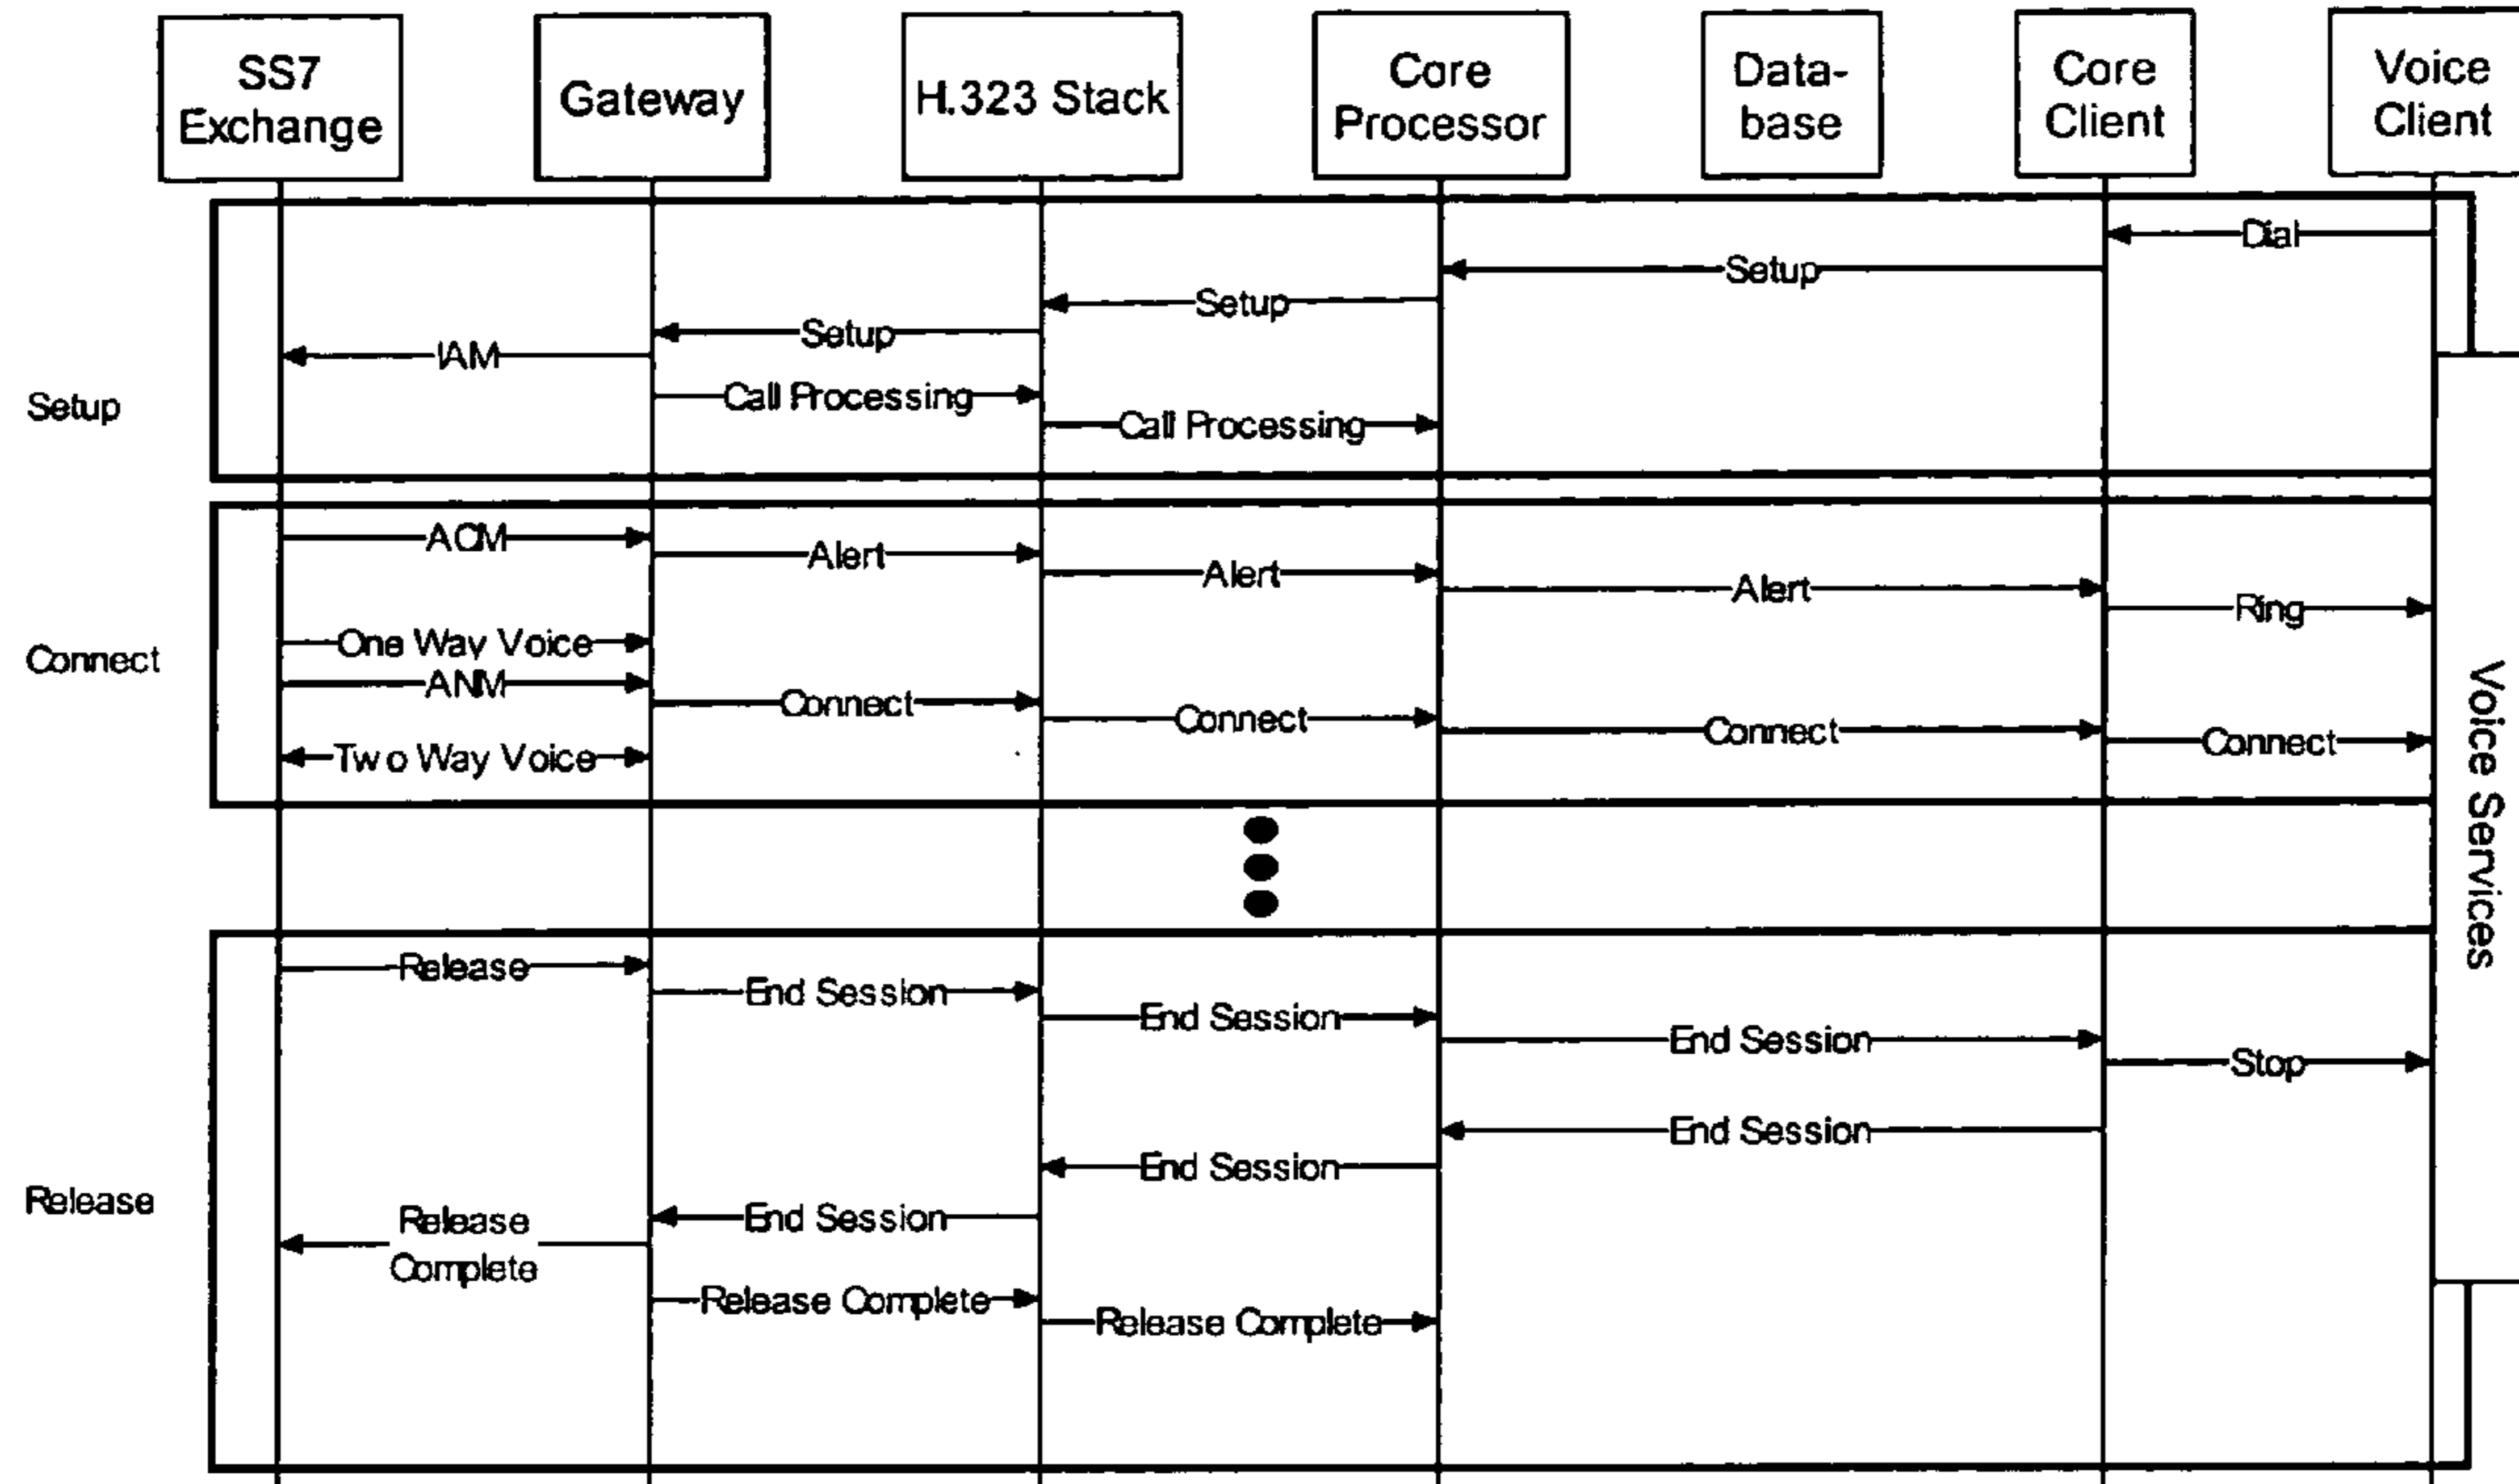 SS7
Exchange
Gateway
H.323 Stack
Core
Processor
Data-
base
Core
Client
Voice
Client
Dial
Setup
Setup
Setup
IAM
Setup
Call Processing
Call Processing
ACM
Alert
Alert
Alert
Ring
One Way Voice
Connect
ANM
Connect
Connect
Connect
Connect
Two Way Voice
Voice Services
Release
End Session
End Session
End Session
Stop
End Session
End Session
Release
End Session
Release
Complete
Release Complete
Release Complete